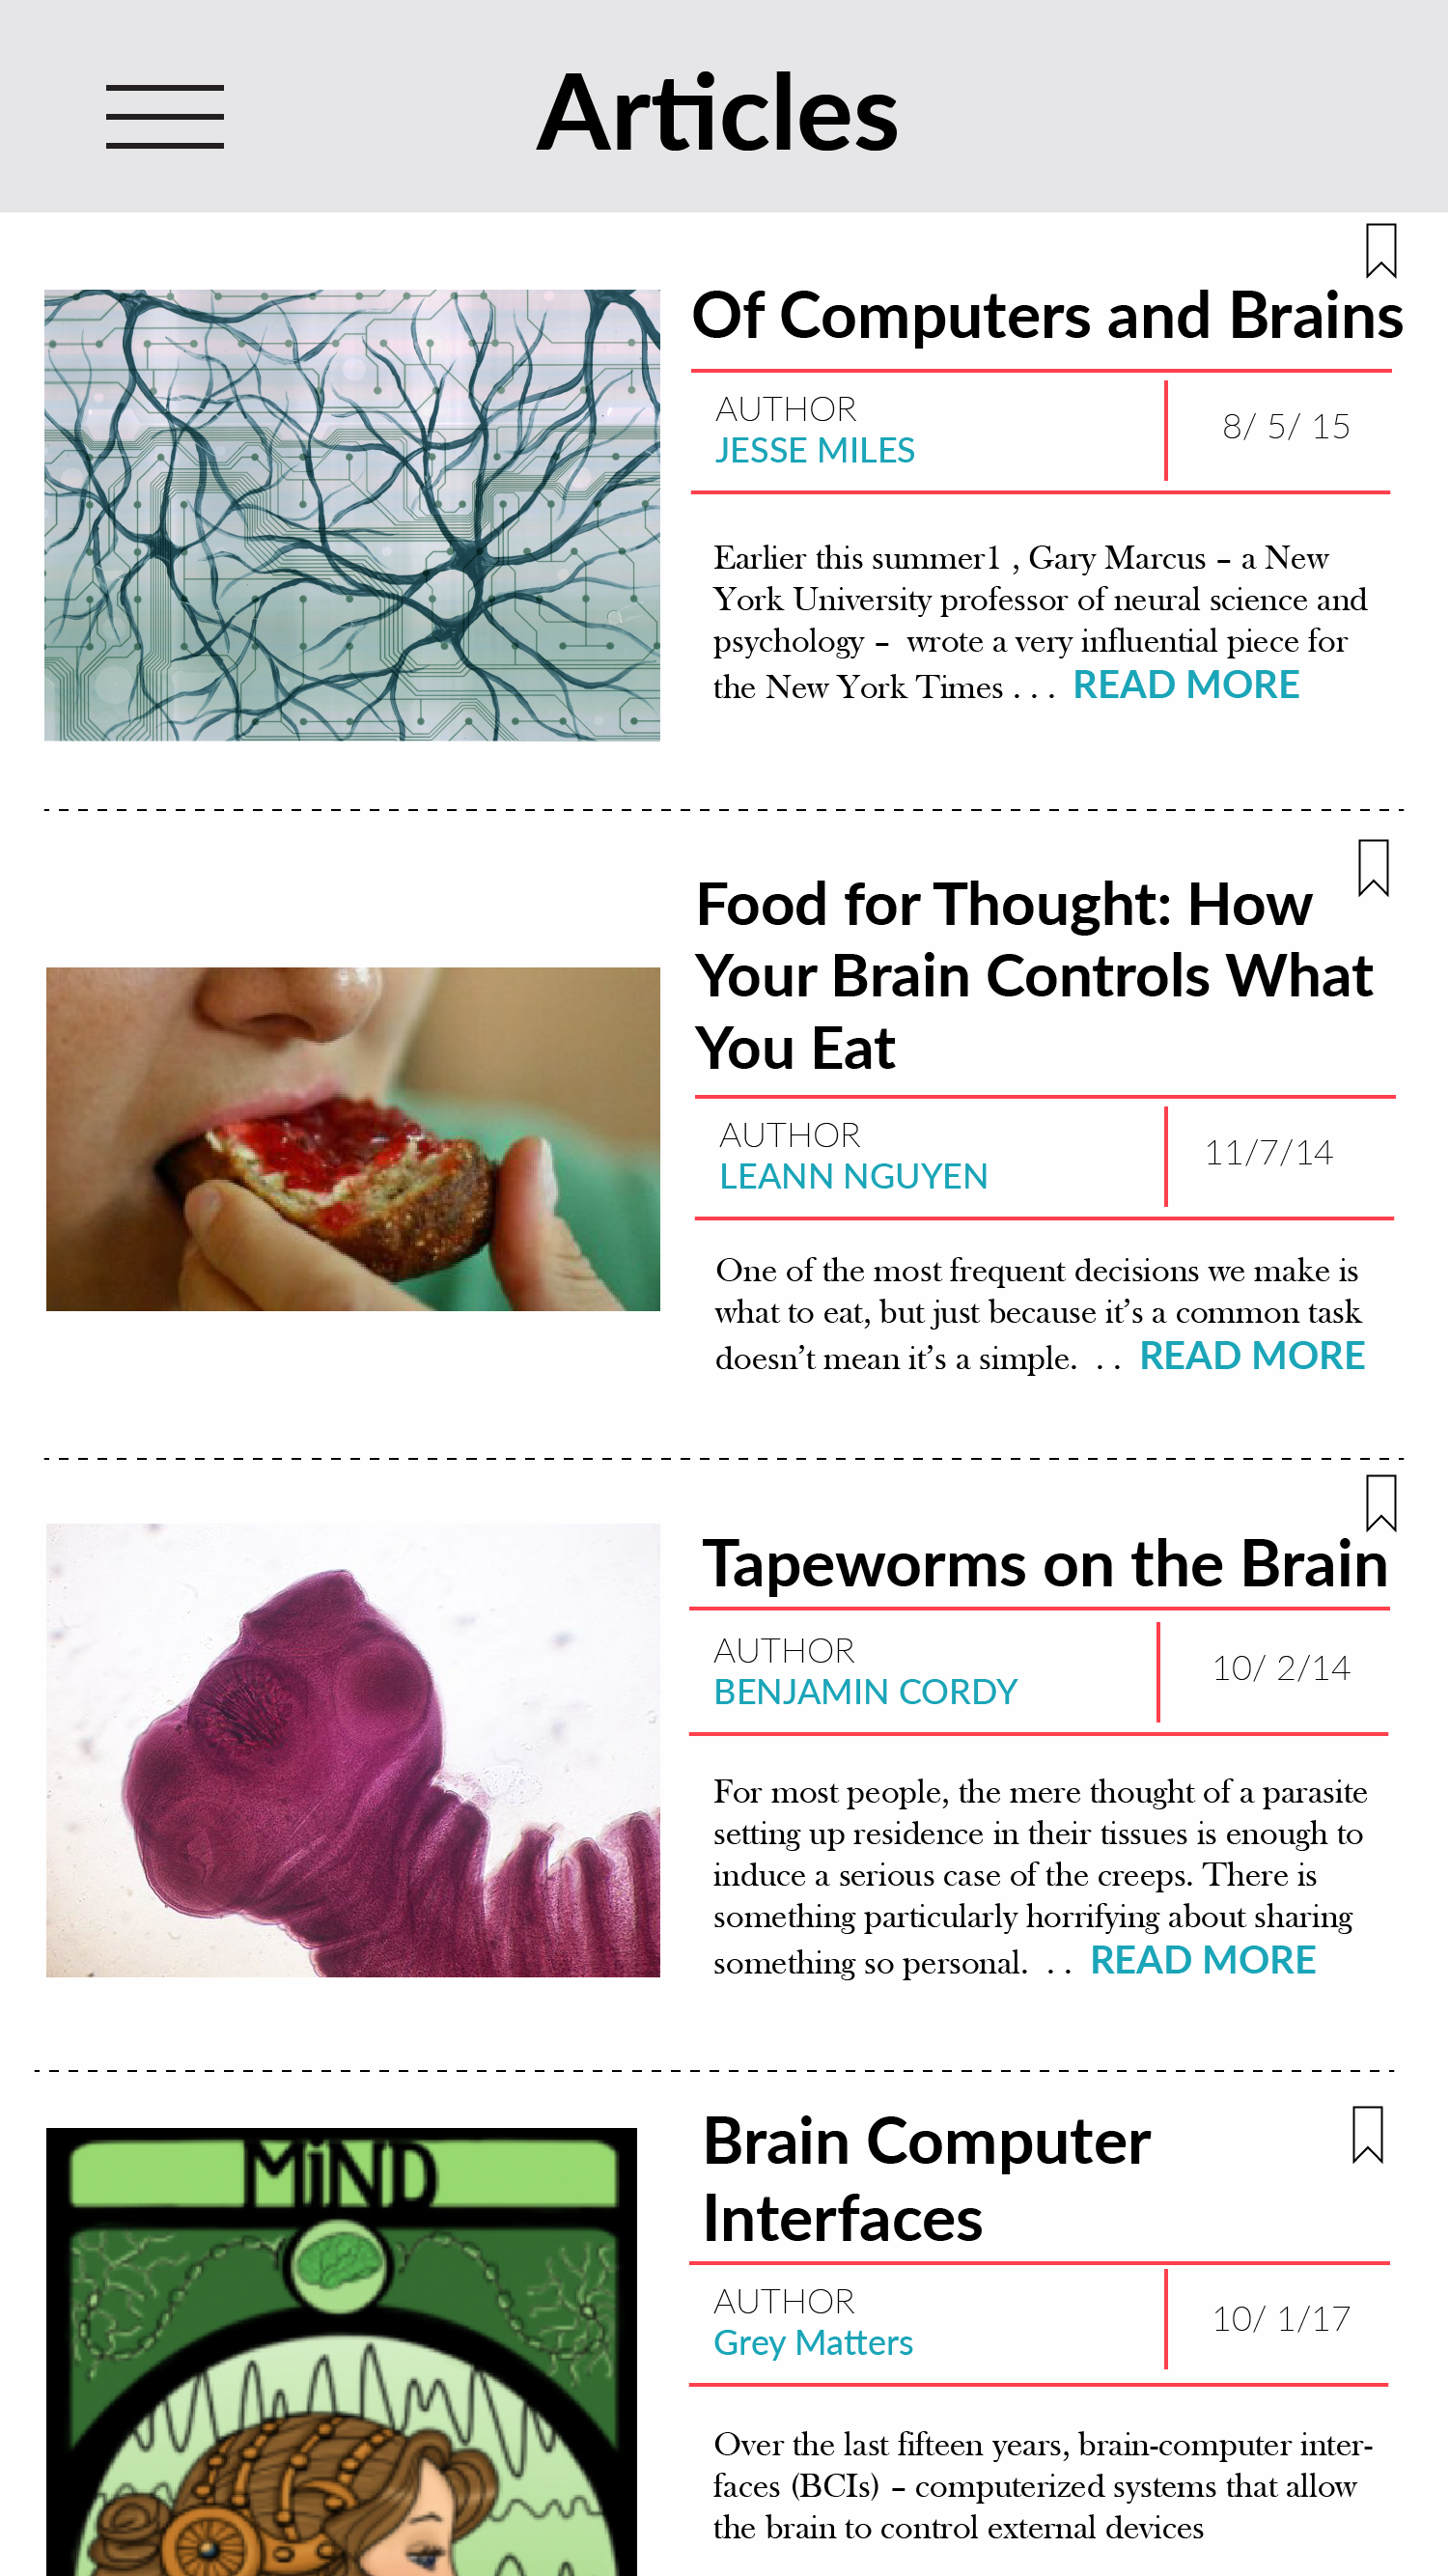 Articles
Of Computers and Brains
AUTHOR
JESSE MILES
8/ 5/ 15
Earlier this summer1 , Gary Marcus – a New
York University professor of neural science and
psychology –  wrote a very influential piece for
the New York Times . . .  READ MORE
Food for Thought: How
Your Brain Controls What
You Eat
AUTHOR
LEANN NGUYEN
11/7/14
One of the most frequent decisions we make is
what to eat, but just because it’s a common task
doesn’t mean it’s a simple.  . .  READ MORE
Tapeworms on the Brain
AUTHOR
BENJAMIN CORDY
10/ 2/14
For most people, the mere thought of a parasite
setting up residence in their tissues is enough to
induce a serious case of the creeps. There is
something particularly horrifying about sharing
something so personal.  . .  READ MORE
MiND
Brain Computer
Interfaces
AUTHOR
Grey Matters
10/ 1/17
Over the last fifteen years, brain-computer inter-
faces (BCIs) – computerized systems that allow
the brain to control external devices